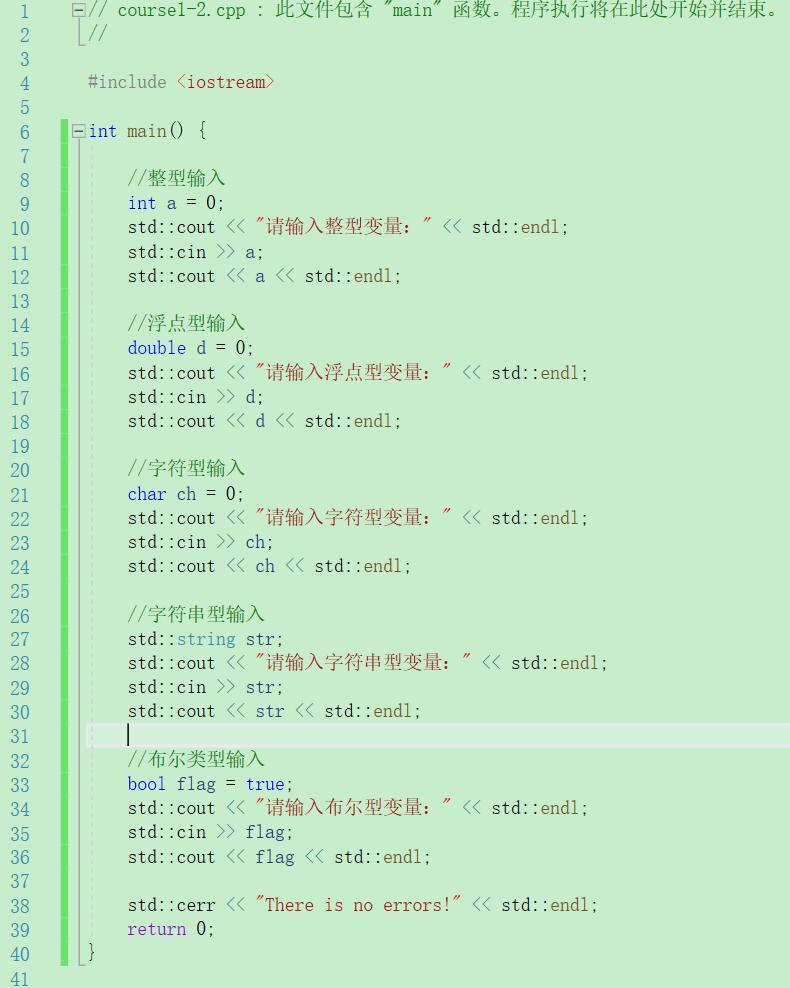 1 // course1-2.cpp : 此文件包含 "main" 函数。程序执行将在此处开始并结束。
2 //
3
4 #include <iostream>
5
6 int main() {
7
8 //整型输入
9 int a = 0;
10 std::cout << "请输入整型变量：" << std::endl;
11 std::cin >> a;
12 std::cout << a << std::endl;
13
14 //浮点型输入
15 double d = 0;
16 std::cout << "请输入浮点型变量：" << std::endl;
17 std::cin >> d;
18 std::cout << d << std::endl;
19
20 //字符型输入
21 char ch = 0;
22 std::cout << "请输入字符型变量：" << std::endl;
23 std::cin >> ch;
24 std::cout << ch << std::endl;
25
26 //字符串型输入
27 std::string str;
28 std::cout << "请输入字符串型变量：" << std::endl;
29 std::cin >> str;
30 std::cout << str << std::endl;
31
32 //布尔类型输入
33 bool flag = true;
34 std::cout << "请输入布尔型变量：" << std::endl;
35 std::cin >> flag;
36 std::cout << flag << std::endl;
37
38 std::cerr << "There is no errors!" << std::endl;
39 return 0;
40 }
41